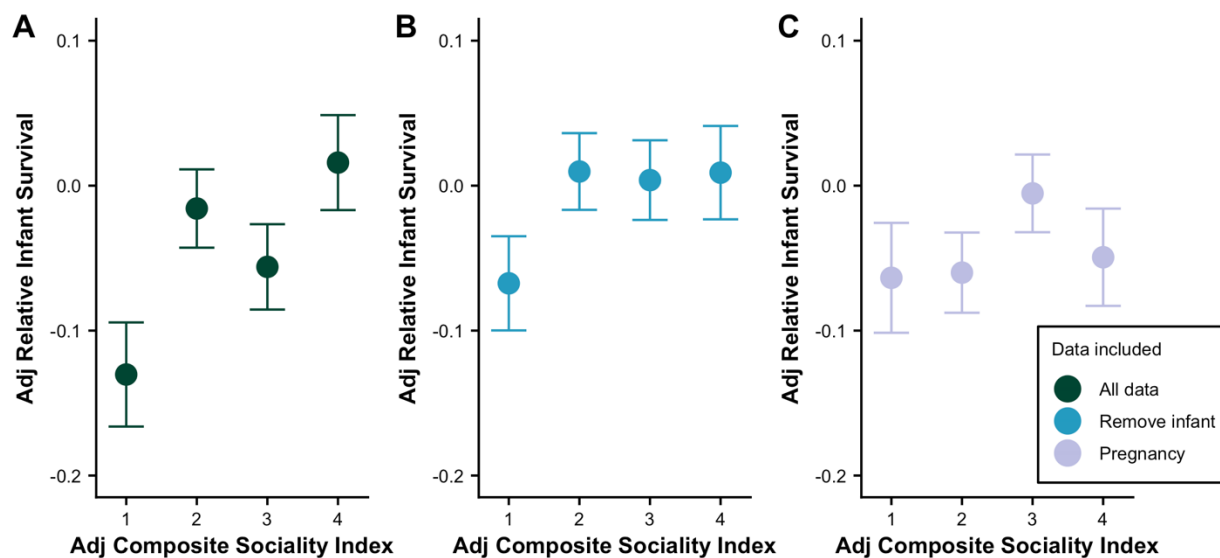 A
Adj Relative Infant Survival
0.1
0.0
-0.1
-0.2
1 2 3 4
Adj Composite Sociality Index
B
Adj Relative Infant Survival
0.1
0.0
-0.1
-0.2
1 2 3 4
Adj Composite Sociality Index
C
Adj Relative Infant Survival
0.1
0.0
-0.1
-0.2
1 2 3 4
Adj Composite Sociality Index
Data included
All data
Remove infant
Pregnancy